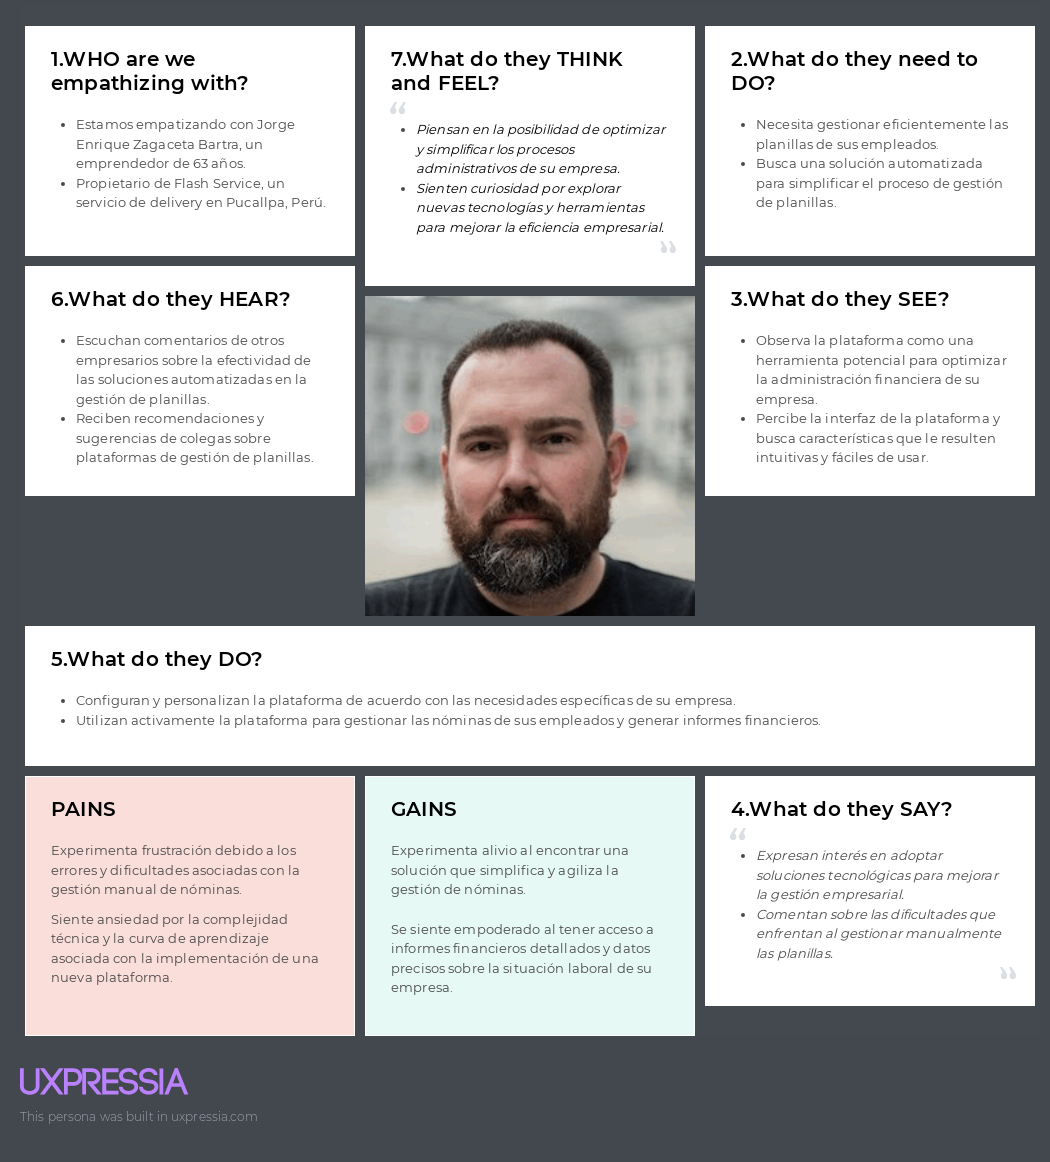 1.WHO are we
empathizing with?
Estamos empatizando con Jorge
Enrique Zagaceta Bartra, un
emprendedor de 63 años.
Propietario de Flash Service, un
servicio de delivery en Pucallpa, Perú.
7.What do they THINK
and FEEL?
“
Piensan en la posibilidad de optimizar
y simplificar los procesos
administrativos de su empresa.
Sienten curiosidad por explorar
nuevas tecnologías y herramientas
para mejorar la eficiencia empresarial.
”
2.What do they need to
DO?
Necesita gestionar eficientemente las
planillas de sus empleados.
Busca una solución automatizada
para simplificar el proceso de gestión
de planillas.
6.What do they HEAR?
Escuchan comentarios de otros
empresarios sobre la efectividad de
las soluciones automatizadas en la
gestión de planillas.
Reciben recomendaciones y
sugerencias de colegas sobre
plataformas de gestión de planillas.
3.What do they SEE?
Observa la plataforma como una
herramienta potencial para optimizar
la administración financiera de su
empresa.
Percibe la interfaz de la plataforma y
busca características que le resulten
intuitivas y fáciles de usar.
5.What do they DO?
Configuran y personalizan la plataforma de acuerdo con las necesidades específicas de su empresa.
Utilizan activamente la plataforma para gestionar las nóminas de sus empleados y generar informes financieros.
PAINS
Experimenta frustración debido a los
errores y dificultades asociadas con la
gestión manual de nóminas.
Siente ansiedad por la complejidad
técnica y la curva de aprendizaje
asociada con la implementación de una
nueva plataforma.
GAINS
Experimenta alivio al encontrar una
solución que simplifica y agiliza la
gestión de nóminas.
Se siente empoderado al tener acceso a
informes financieros detallados y datos
precisos sobre la situación laboral de su
empresa.
4.What do they SAY?
“
Expresan interés en adoptar
soluciones tecnológicas para mejorar
la gestión empresarial.
Comentan sobre las dificultades que
enfrentan al gestionar manualmente
las planillas.
”
UXPRESSIA
This persona was built in uxpressia.com